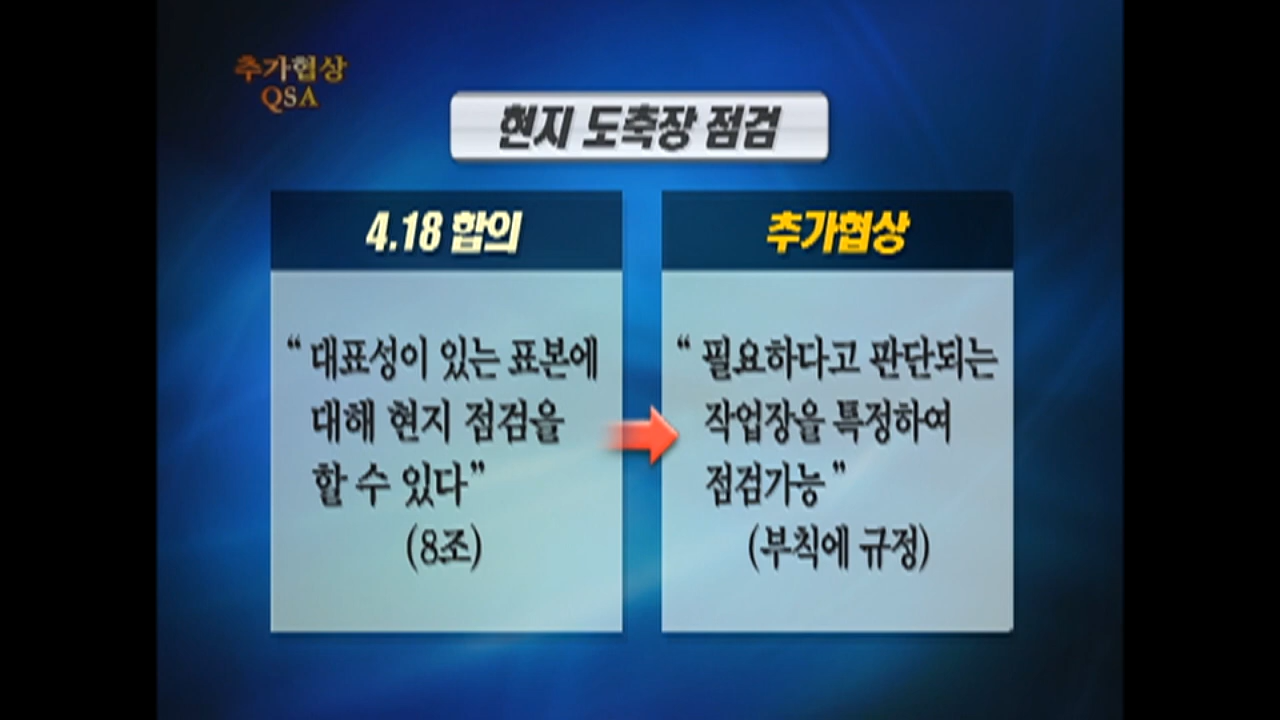 추가협상
QSA
현지 도축장 점검
4.18 합의
“ 대표성이 있는 표본에
대해 현지 점검을
할 수 있다”
(8조)
추가협상
“ 필요하다고 판단되는
작업장을 특정하여
점검가능 ”
(부칙에 규정)